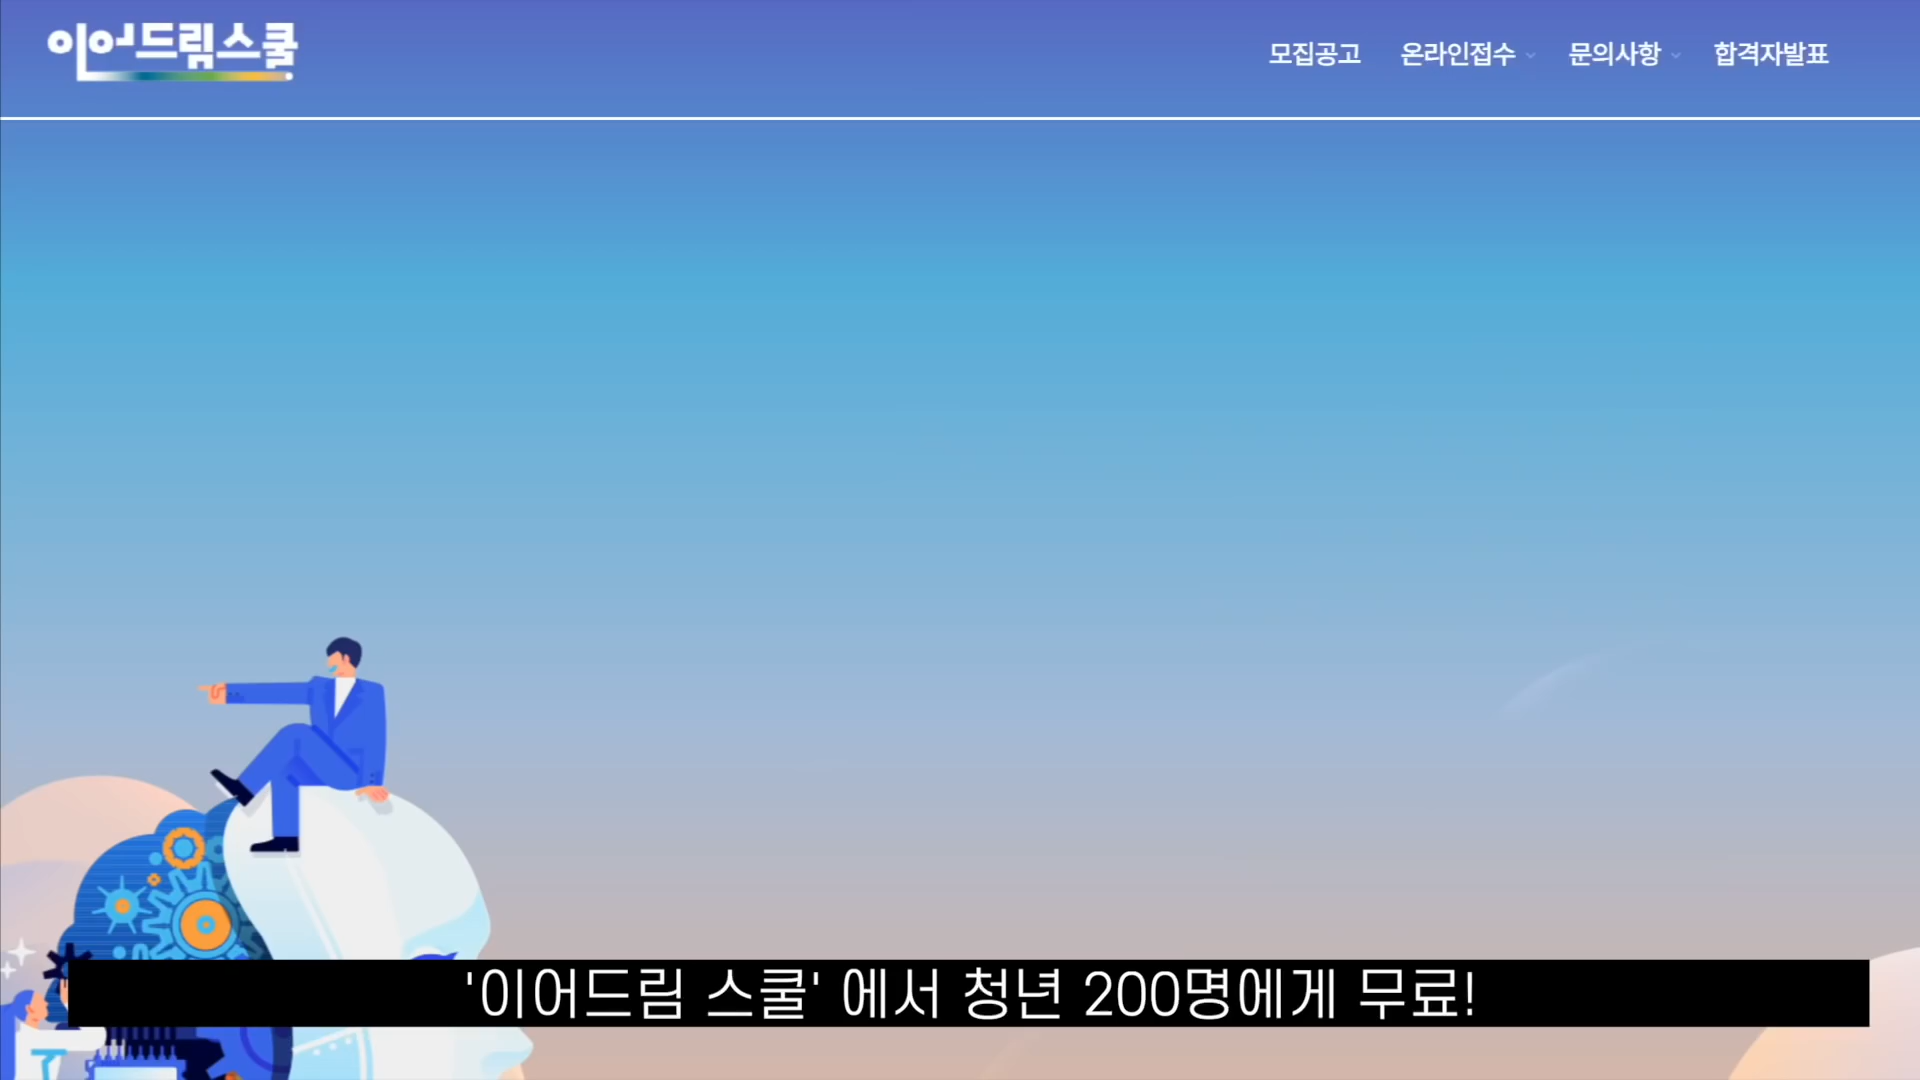 이어드림스쿨
모집공고 온라인접수 문의사항 합격자발표
'이어드림 스쿨' 에서 청년 200명에게 무료!